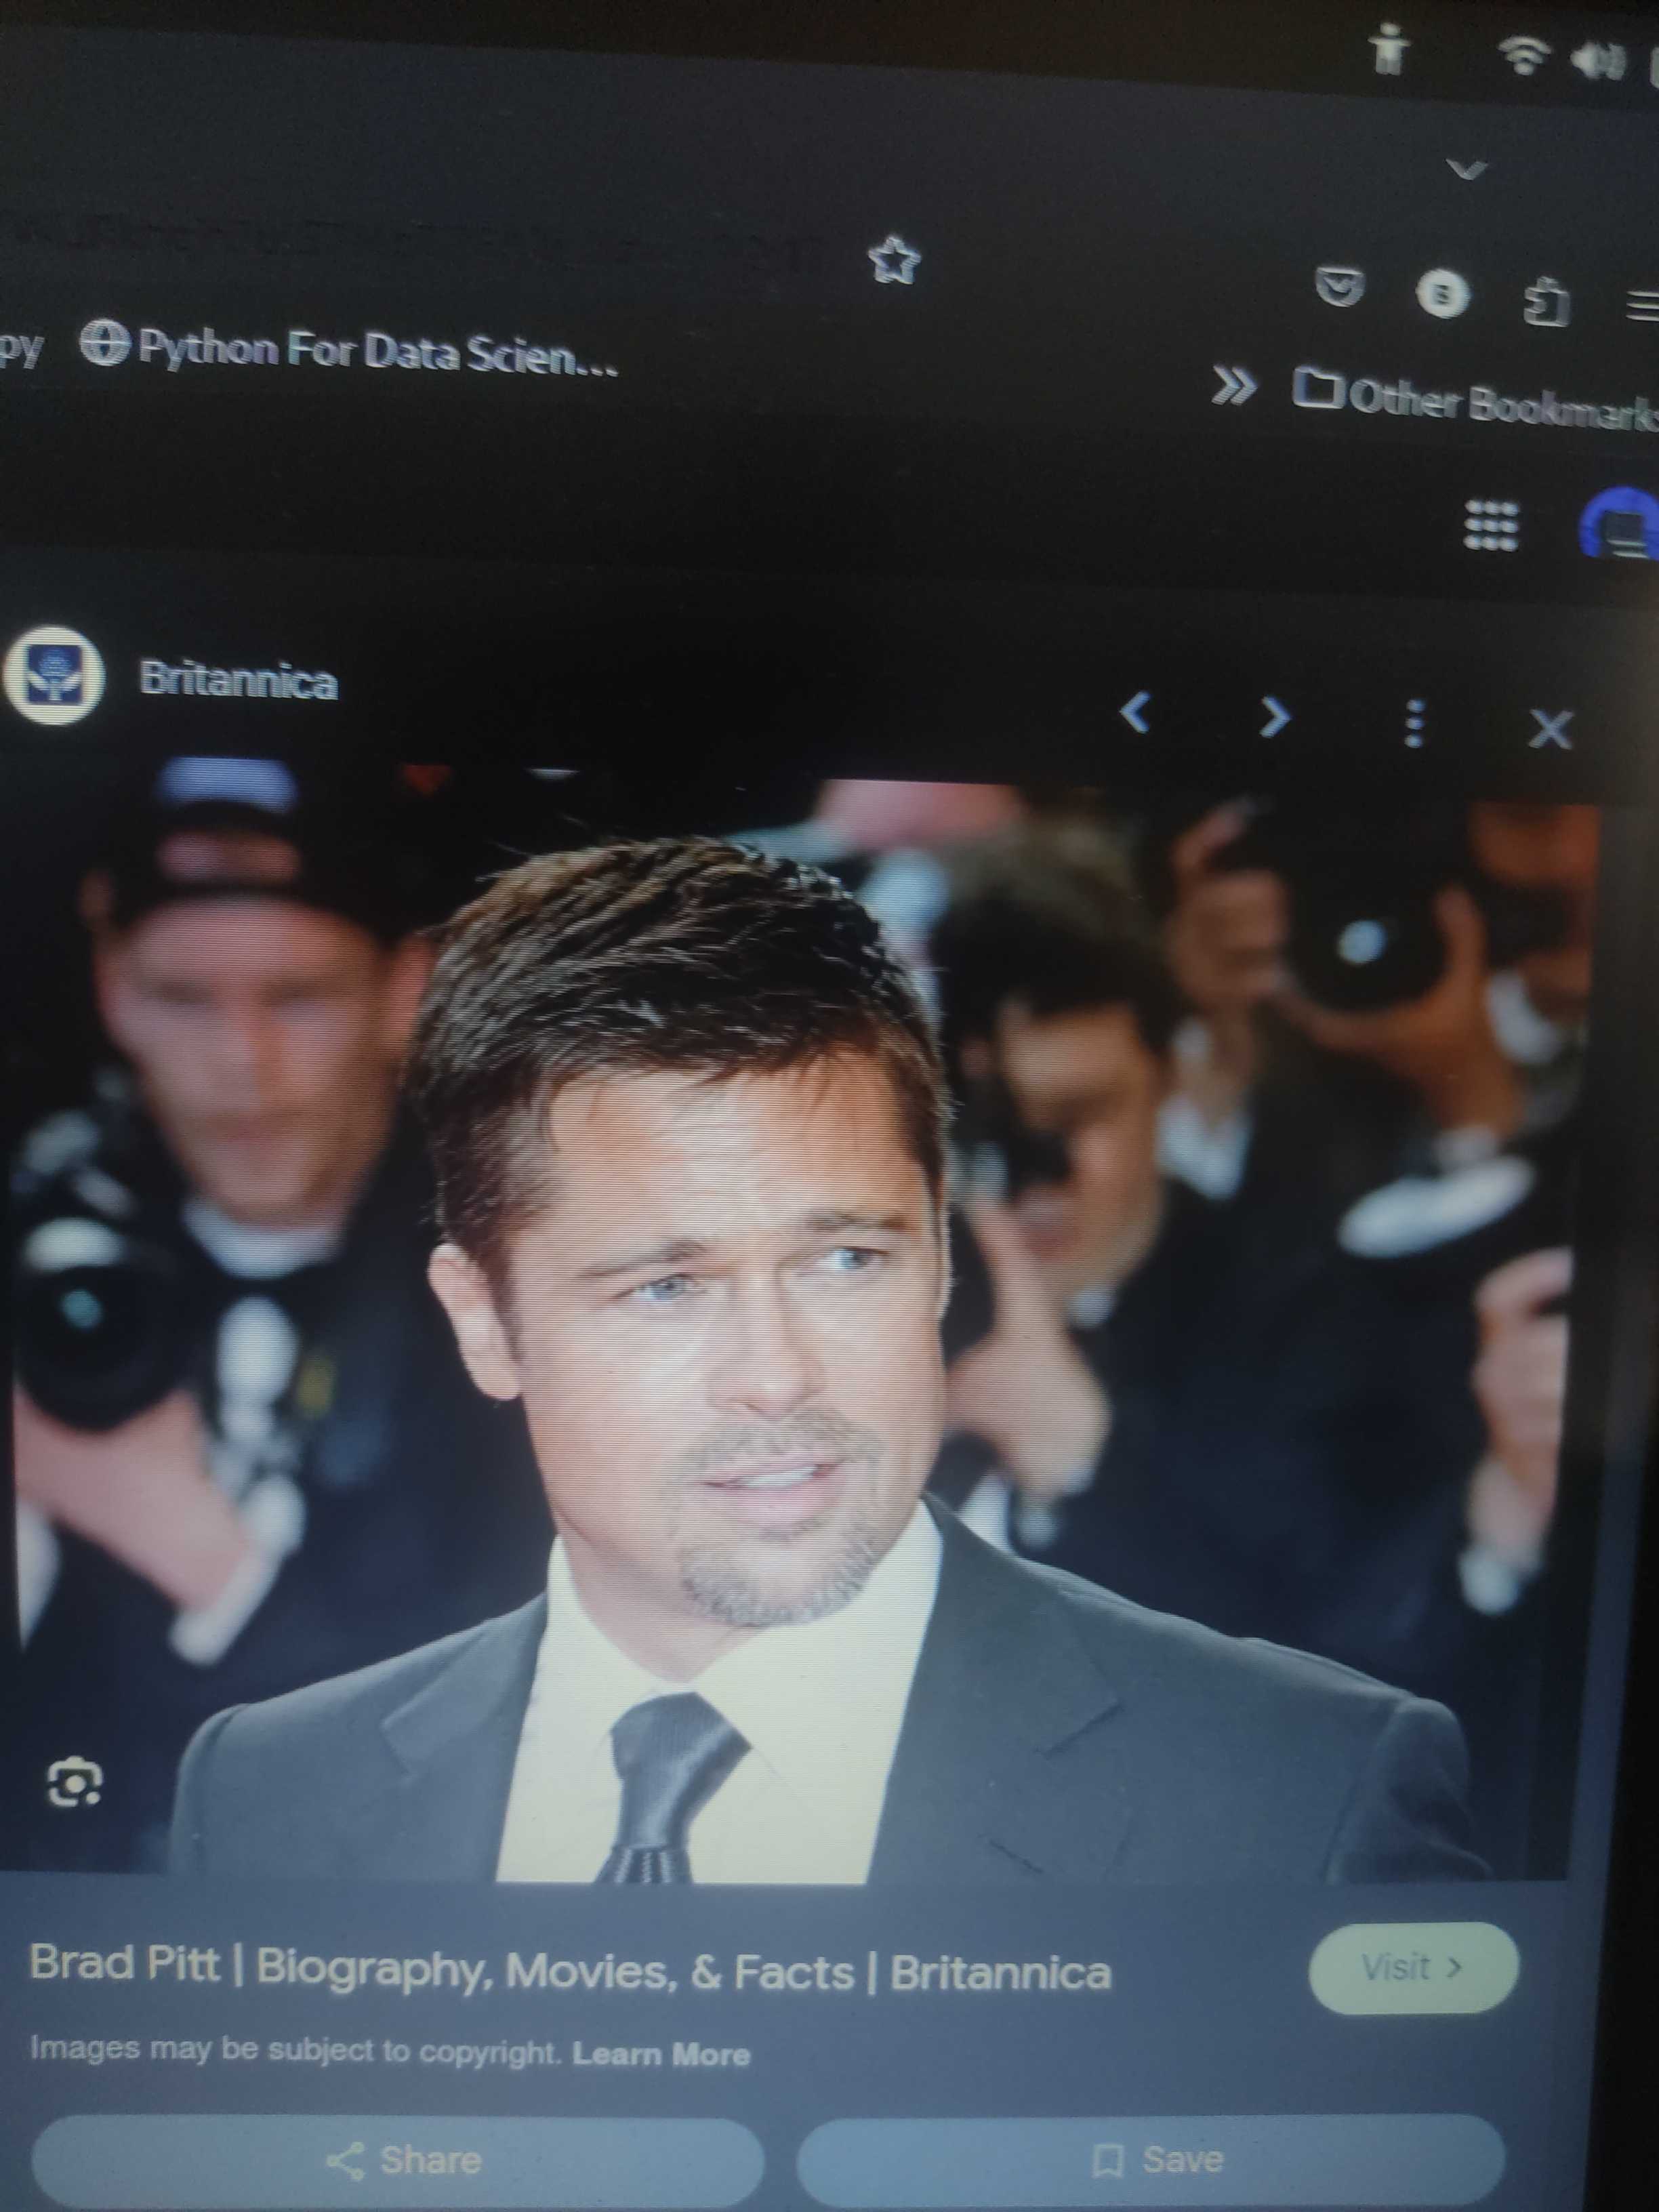 py Python For Data Scien...
Other Bookmarks
Britannica
Brad Pitt | Biography, Movies, & Facts | Britannica
Visit >
Images may be subject to copyright. Learn More
Share
Save